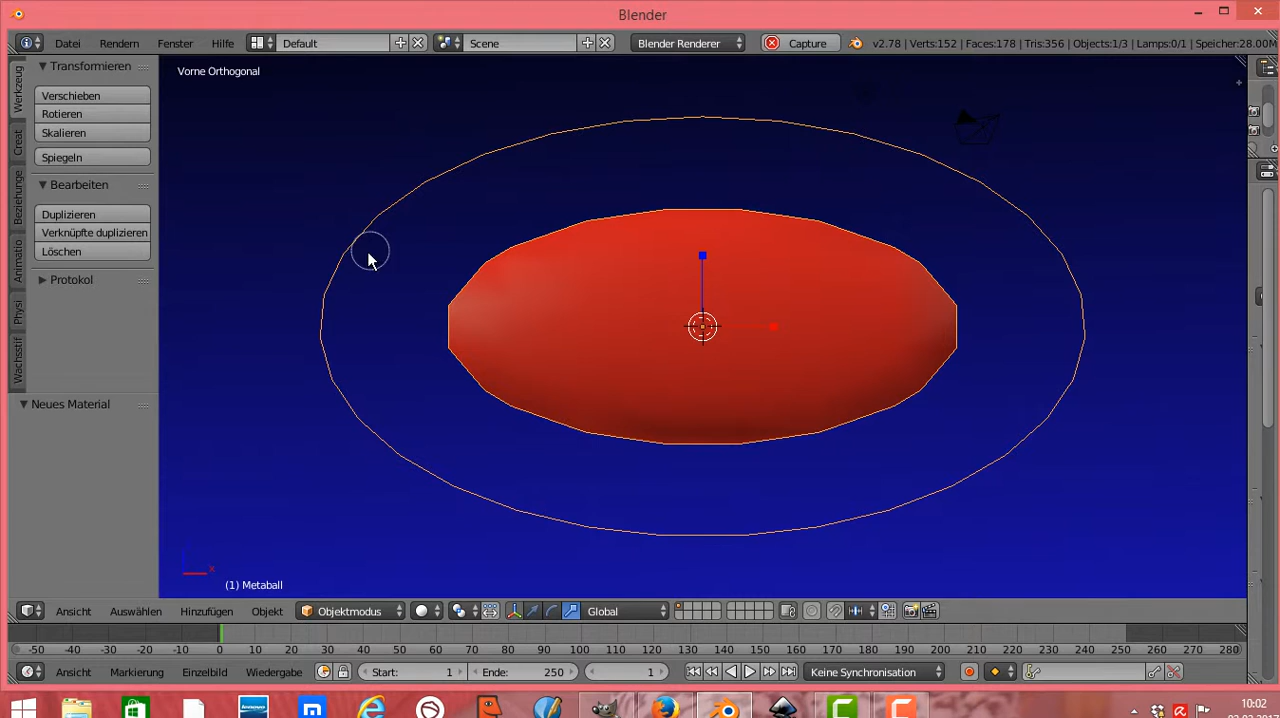 Blender
Datei Rendern Fenster Hilfe Default Scene Blender Renderer Capture v2.78 | Verts:152 | Faces:178 | Tris:356 | Objects:1/3 | Lamps:0/1 | Speicher:28.00M
Werkzeug
Creat
Beziehunge
Animatio
Physi
Wachsstif
Transformieren
Verschieben
Rotieren
Skalieren
Spiegeln
Bearbeiten
Duplizieren
Verknüpfte duplizieren
Löschen
Protokol
Neues Material
Vorne Orthogonal
x
(1) Metaball
Ansicht Auswählen Hinzufügen Objekt Objektmodus Global
-50 -40 -30 -20 -10 0 10 20 30 40 50 60 70 80 90 100 110 120 130 140 150 160 170 180 190 200 210 220 230 240 250 260 270 280
Ansicht Markierung Einzelbild Wiedergabe Start: 1 Ende: 250 1 Keine Synchronisation
10:02